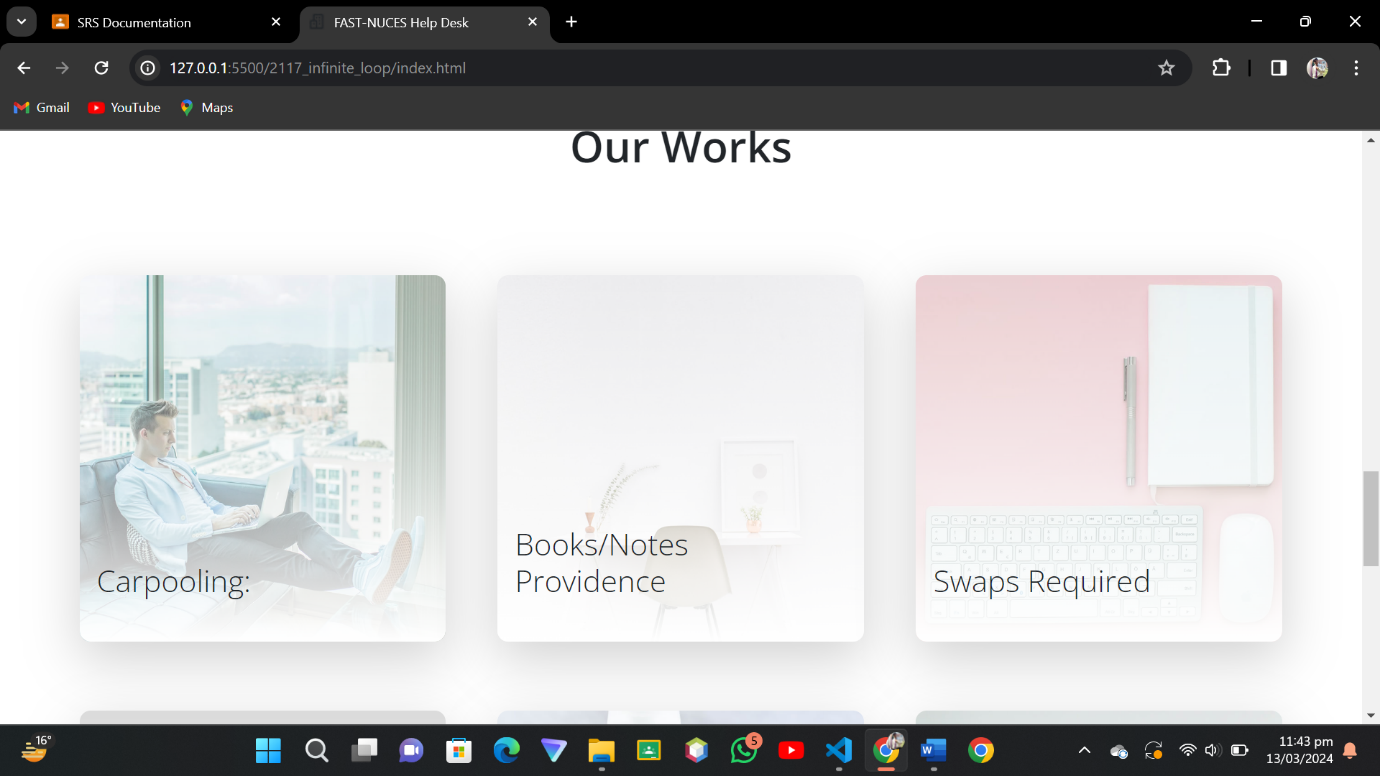 SRS Documentation
FAST-NUCES Help Desk
127.0.0.1:5500/2117_infinite_loop/index.html
Gmail
YouTube
Maps
Our Works
Carpooling:
Books/Notes
Providence
Swaps Required
16°
5
11:43 pm
13/03/2024